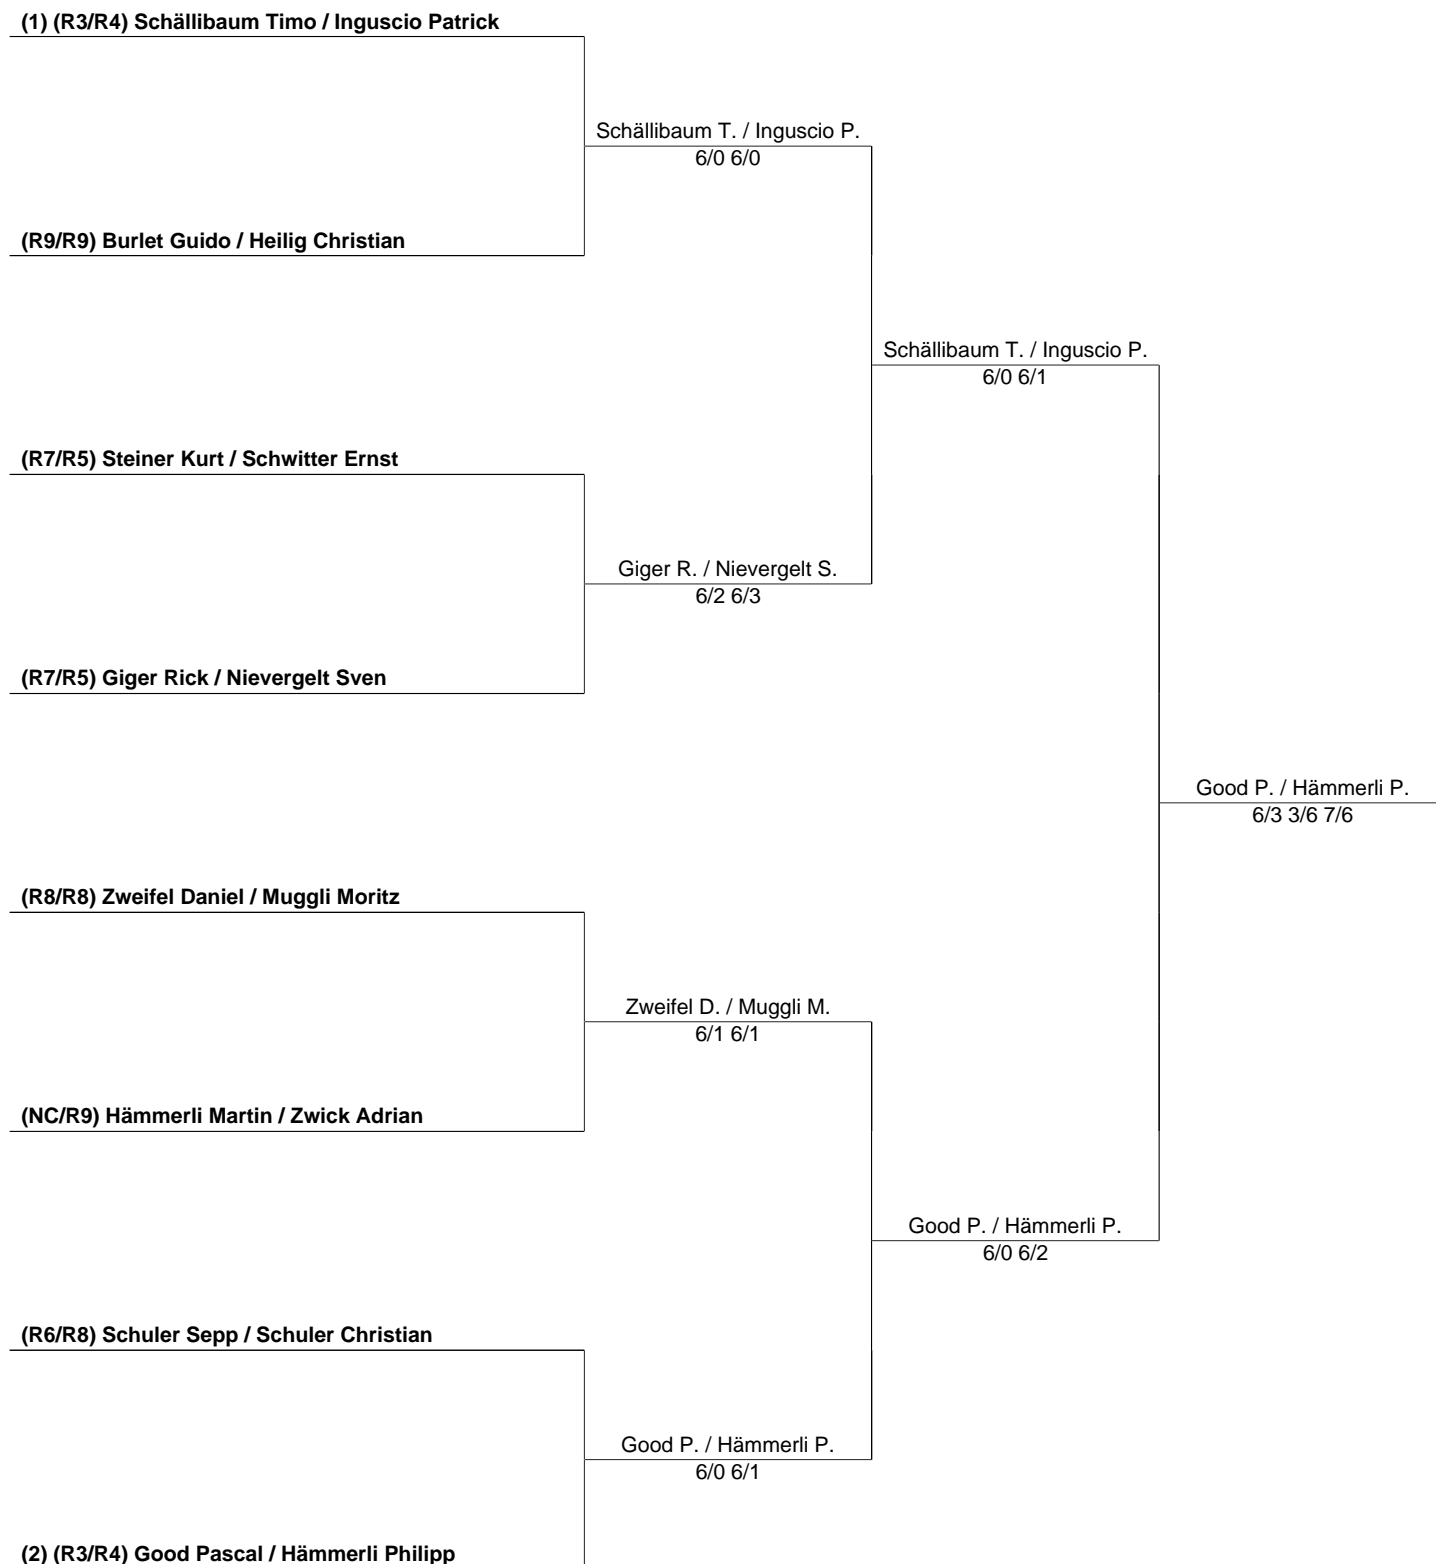 (1) (R3/R4) Schällibaum Timo / Inguscio Patrick
Schällibaum T. / Inguscio P.
6/0 6/0
(R9/R9) Burlet Guido / Heilig Christian
Schällibaum T. / Inguscio P.
6/0 6/1
(R7/R5) Steiner Kurt / Schwitter Ernst
Giger R. / Nievergelt S.
6/2 6/3
(R7/R5) Giger Rick / Nievergelt Sven
Good P. / Hämmerli P.
6/3 3/6 7/6
(R8/R8) Zweifel Daniel / Muggli Moritz
Zweifel D. / Muggli M.
6/1 6/1
(NC/R9) Hämmerli Martin / Zwick Adrian
Good P. / Hämmerli P.
6/0 6/2
(R6/R8) Schuler Sepp / Schuler Christian
Good P. / Hämmerli P.
6/0 6/1
(2) (R3/R4) Good Pascal / Hämmerli Philipp